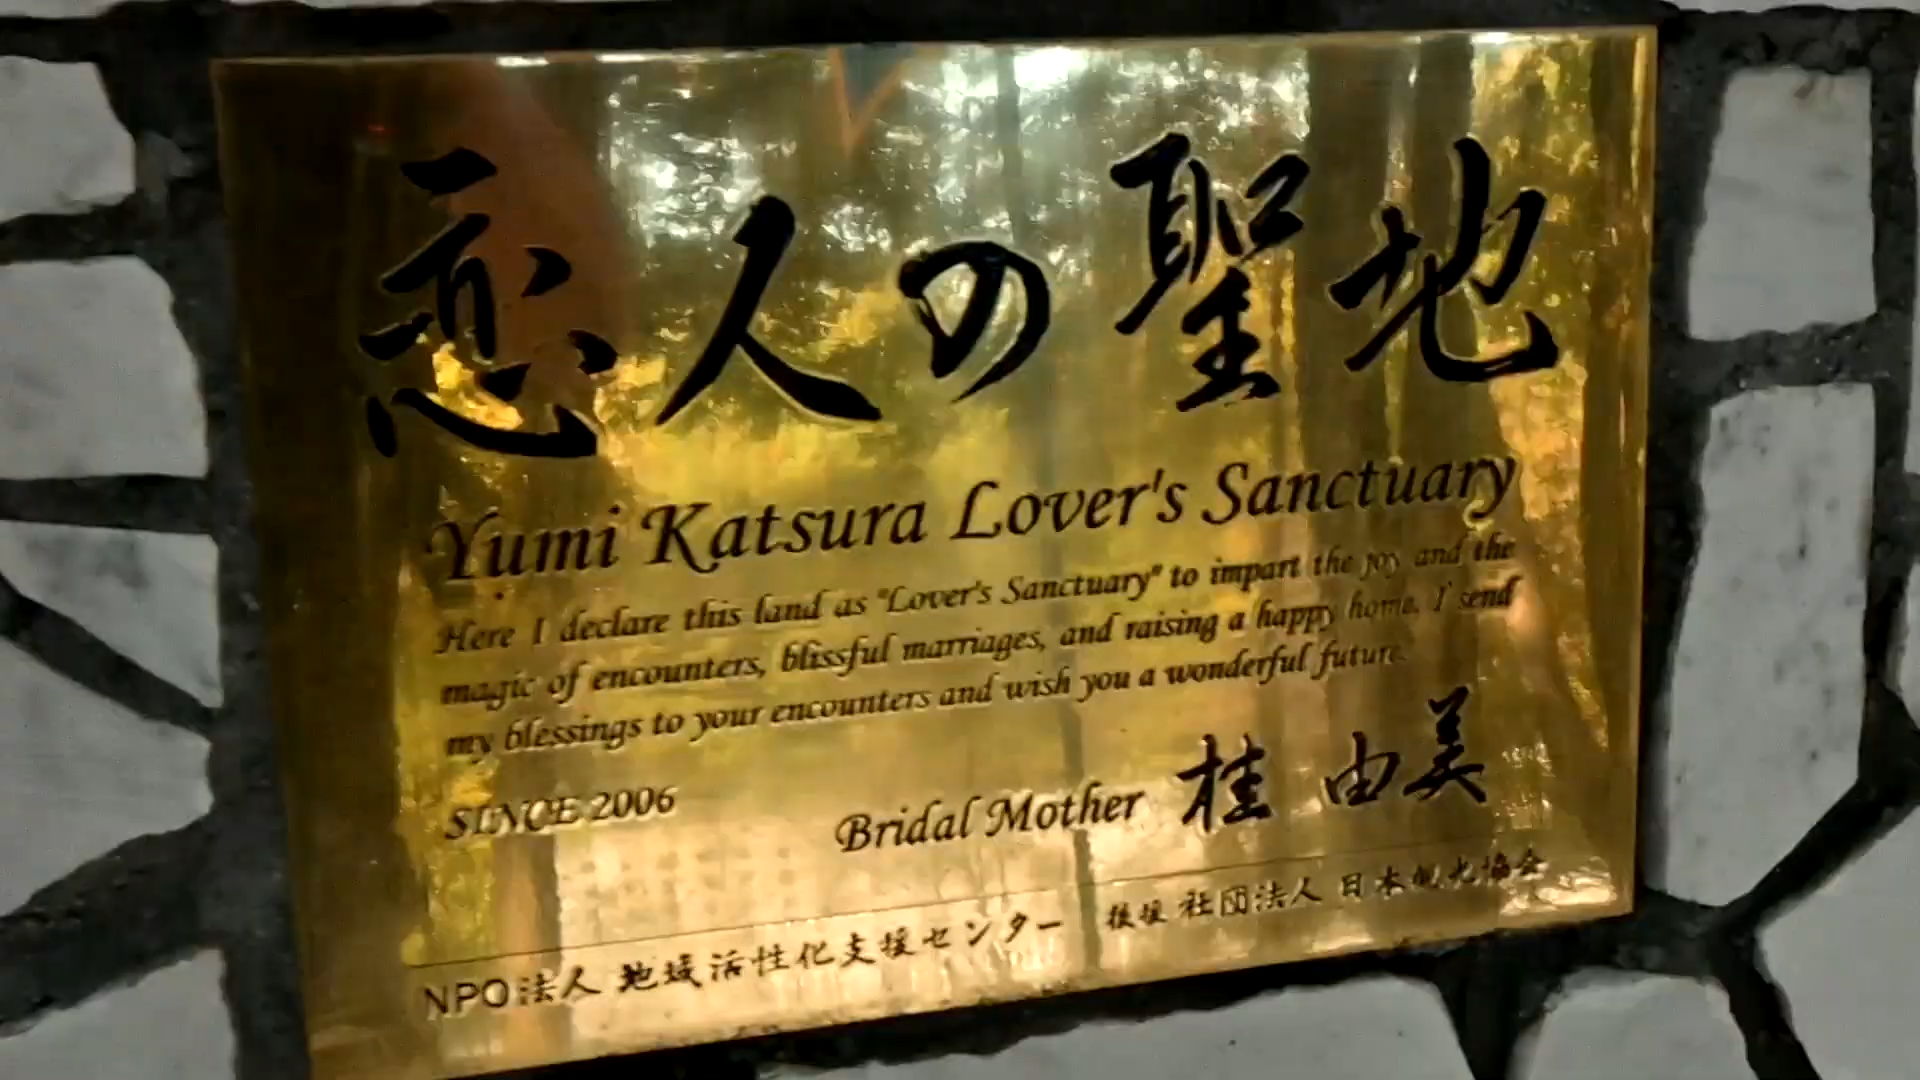 恋人の聖地
Yumi Katsura Lover's Sanctuary
Here I declare this land as "Lover's Sanctuary" to impart the joy and the
magic of encounters, blissful marriages, and raising a happy home. I send
my blessings to your encounters and wish you a wonderful future.
SINCE 2006
Bridal Mother 桂 由美
NPO法人 地域活性化支援センター 後援 社団法人 日本観光協会